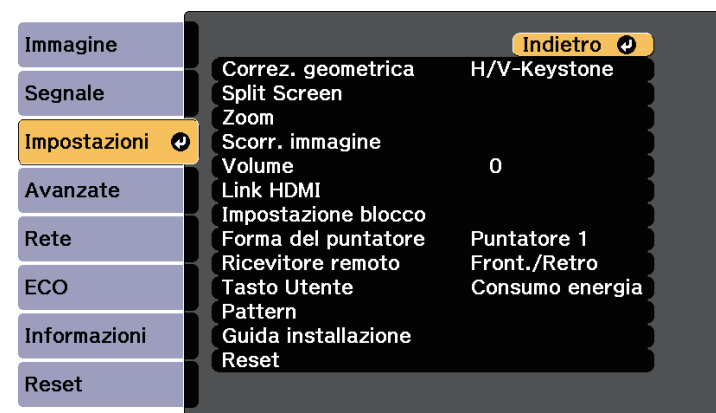 Immagine
Segnale
Impostazioni
Avanzate
Rete
ECO
Informazioni
Reset
Indietro
Correz. geometrica H/V-Keystone
Split Screen
Zoom
Scorr. immagine
Volume 0
Link HDMI
Impostazione blocco
Forma del puntatore Puntatore 1
Ricevitore remoto Front./Retro
Tasto Utente Consumo energia
Pattern
Guida installazione
Reset